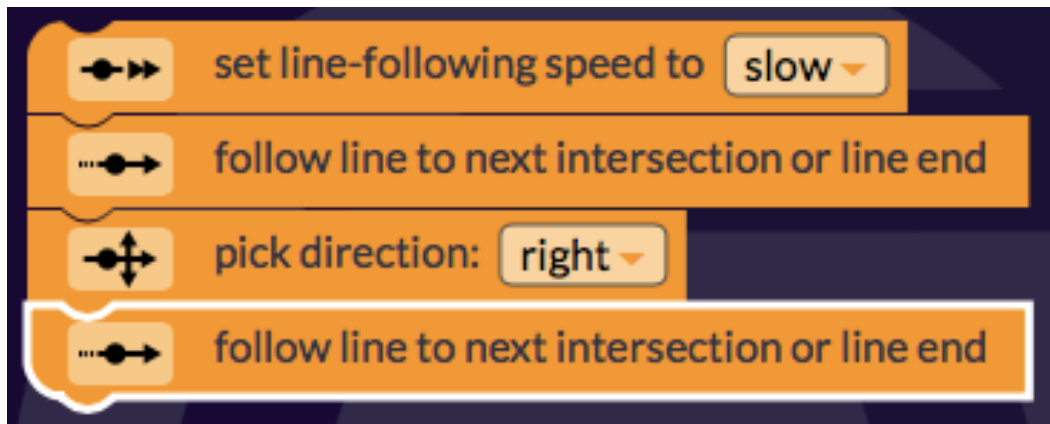 set line-following speed to slow
follow line to next intersection or line end
pick direction: right
follow line to next intersection or line end